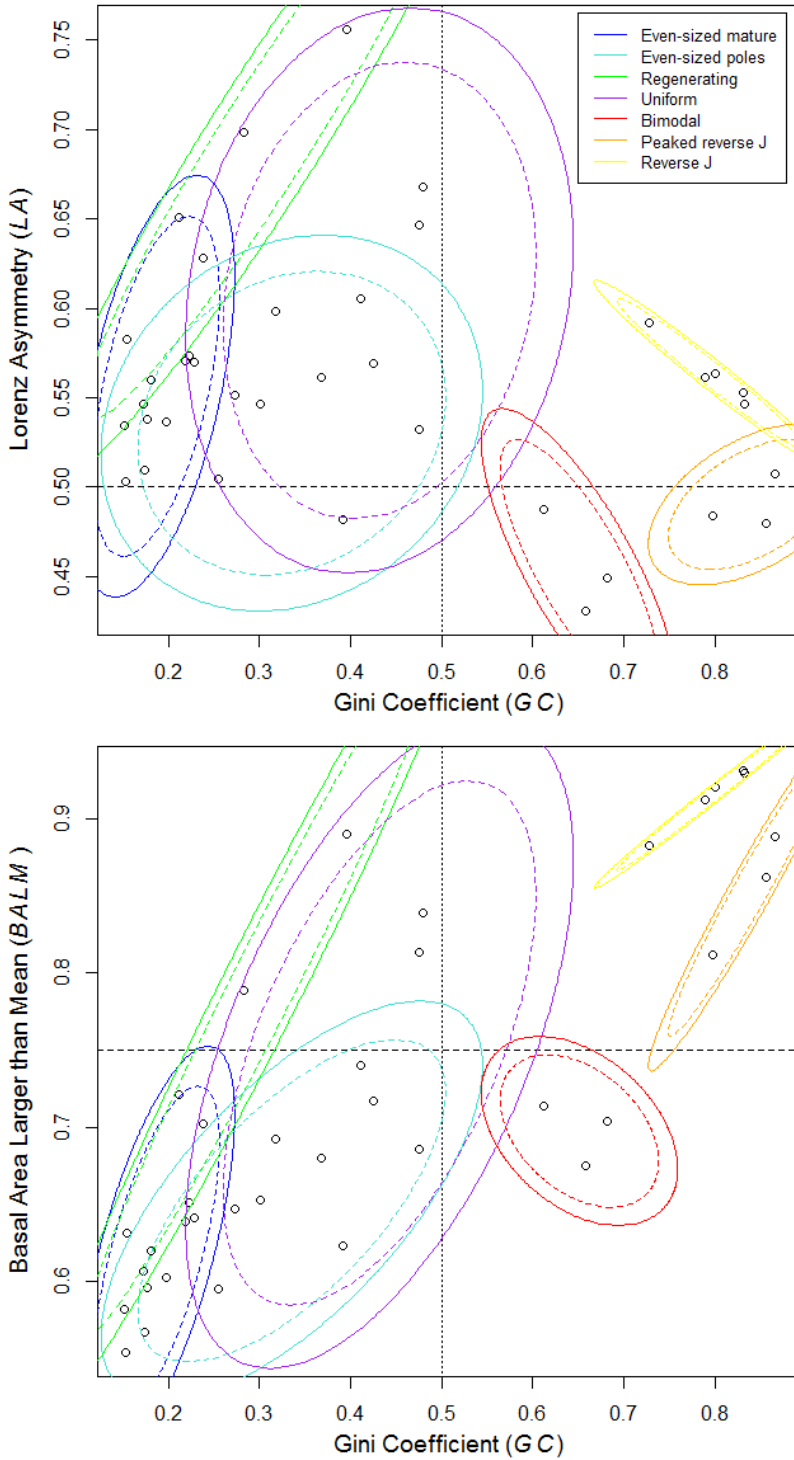 Lorenz Asymmetry (LA)
0.75
0.70
0.65
0.60
0.55
0.50
0.45
Even-sized mature
Even-sized poles
Regenerating
Uniform
Bimodal
Peaked reverse J
Reverse J
0.2 0.3 0.4 0.5 0.6 0.7 0.8
Gini Coefficient (GC)
Basal Area Larger than Mean (BALM)
0.9
0.8
0.7
0.6
0.2 0.3 0.4 0.5 0.6 0.7 0.8
Gini Coefficient (GC)